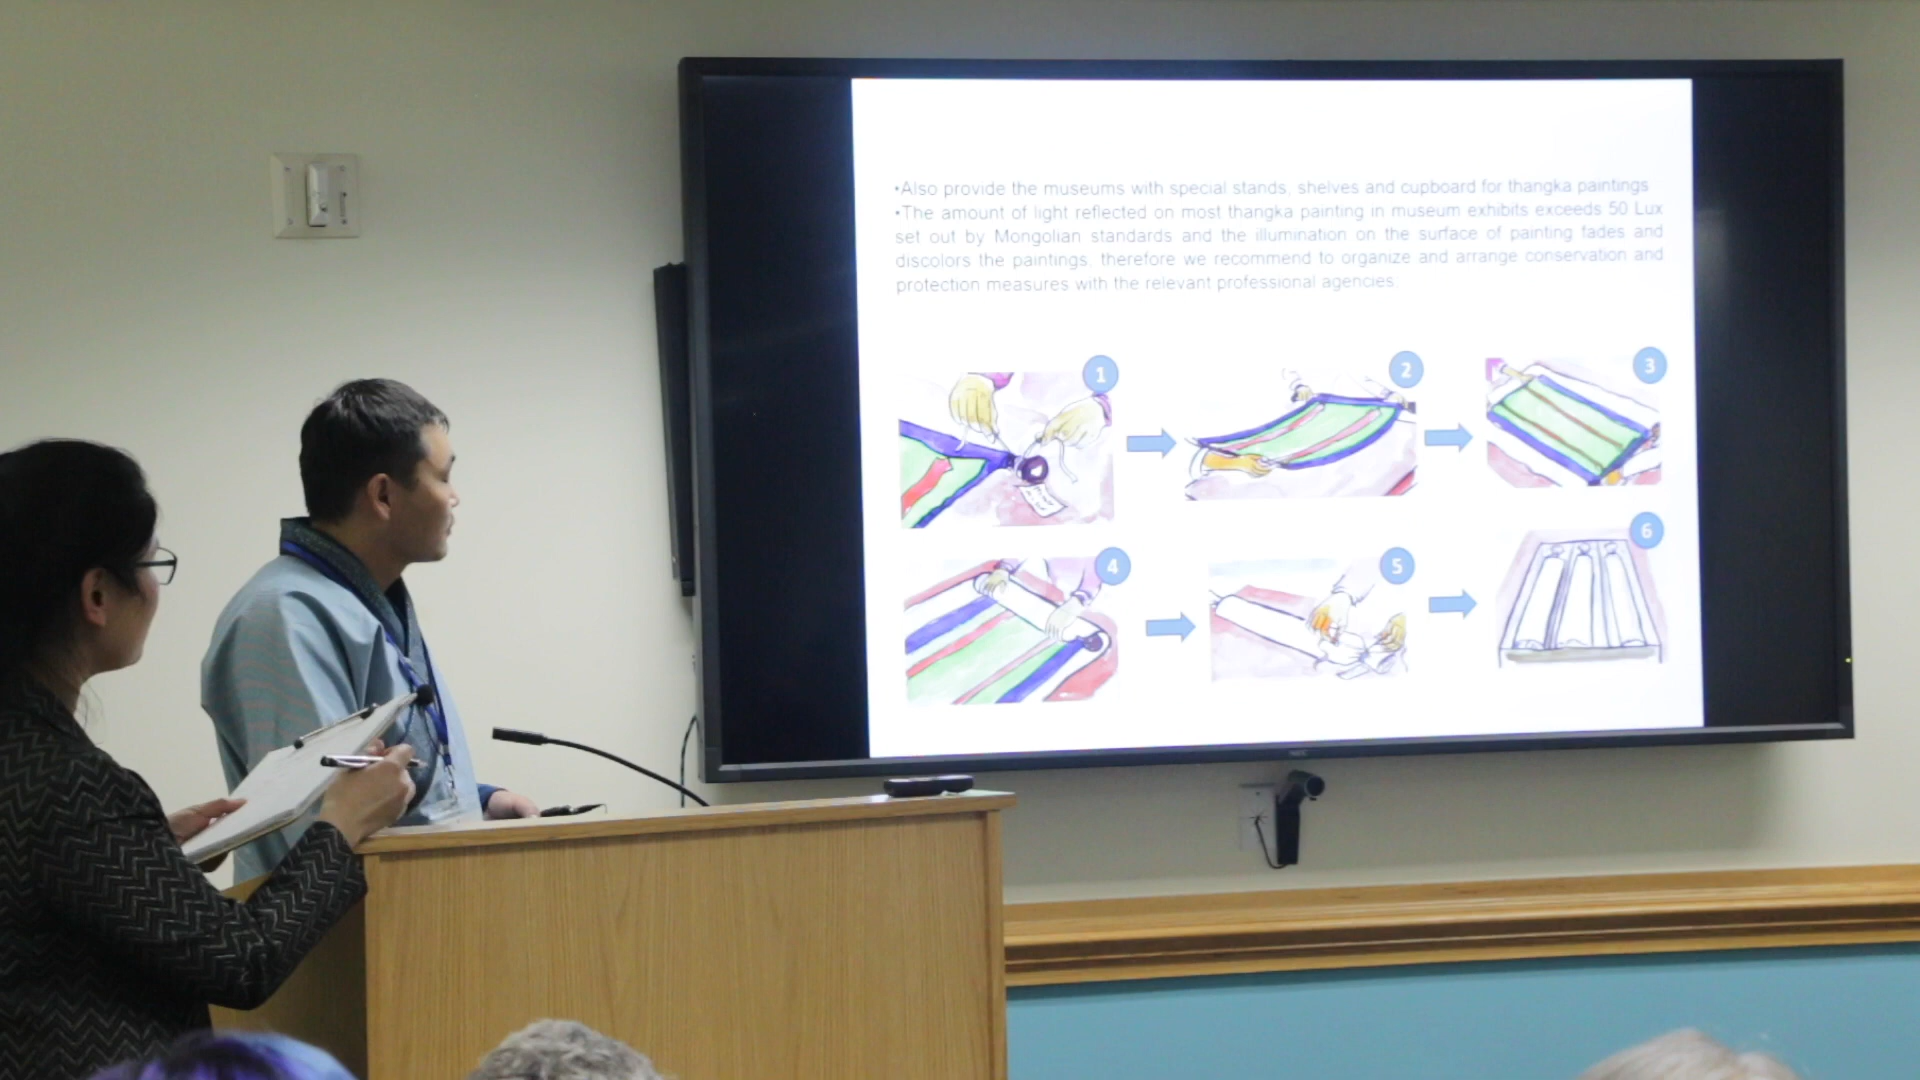 •Also provide the museums with special stands, shelves and cupboard for thangka paintings
•The amount of light reflected on most thangka painting in museum exhibits exceeds 50 Lux
set out by Mongolian standards and the illumination on the surface of painting fades and
discolors the paintings, therefore we recommend to organize and arrange conservation and
protection measures with the relevant professional agencies.
1
2
3
4
5
6